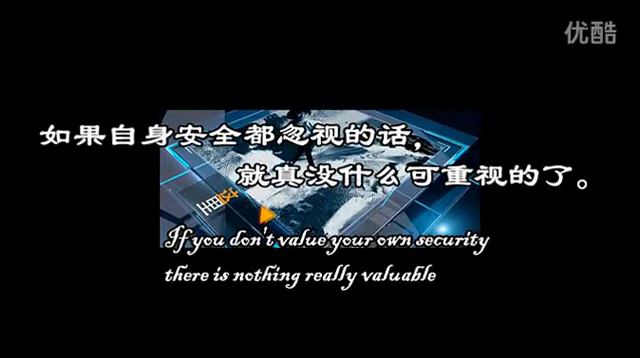 优酷
如果自身安全都忽视的话,
就真没什么可重视的了。
If you don't value your own security
there is nothing really valuable